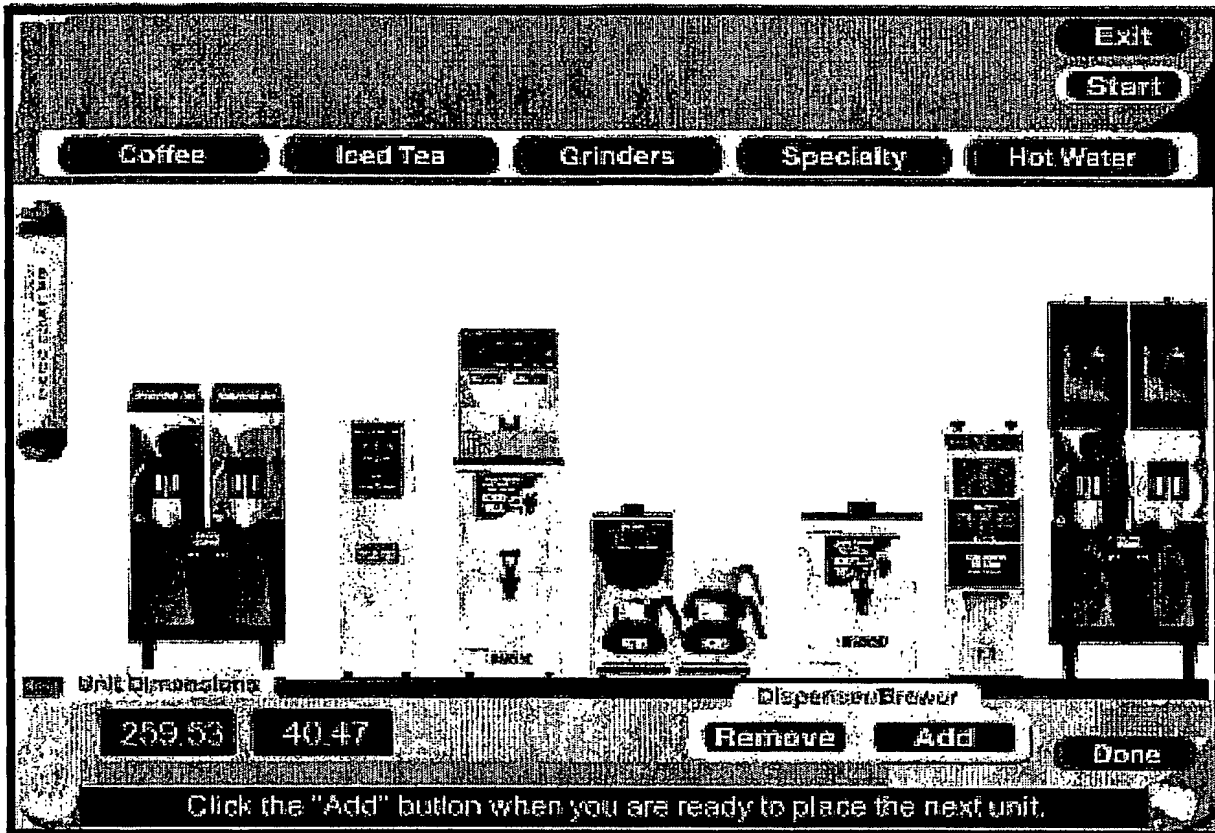 Exit
Start
Coffee
Iced Tea
Grinders
Specialty
Hot Water
Unit Dimensions
Dispenser/Brewer
259.53
40.47
Remove
Add
Done
Click the "Add" button when you are ready to place the next unit.